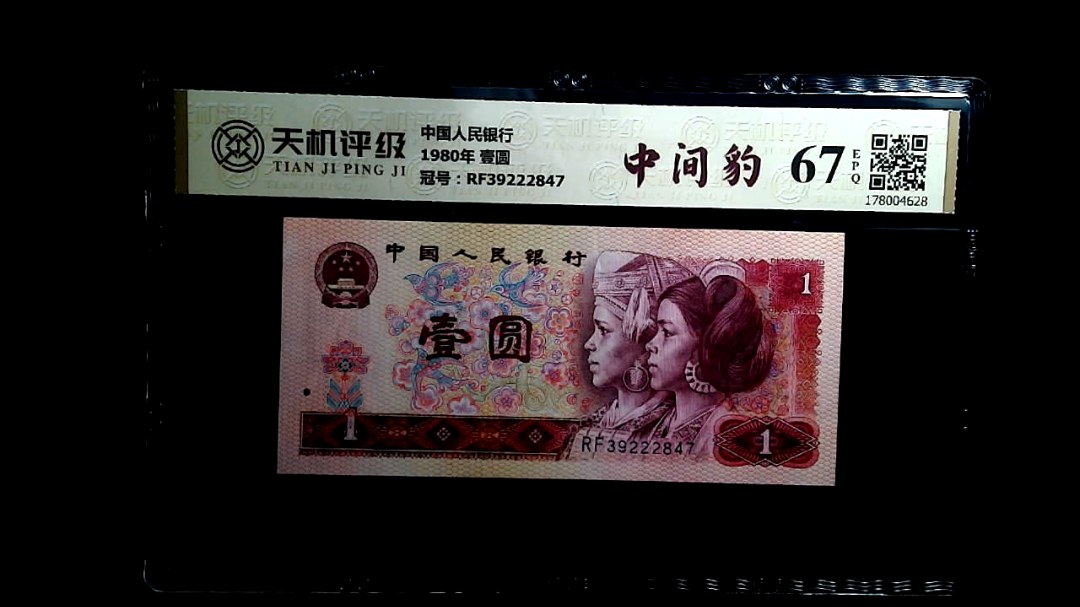 天机评级
TIAN JI PING JI
中国人民银行
1980年 壹圆
冠号：RF39222847
中间豹
67
EPQ
178004628
中国人民银行
1
壹圆
1
RF39222847
1